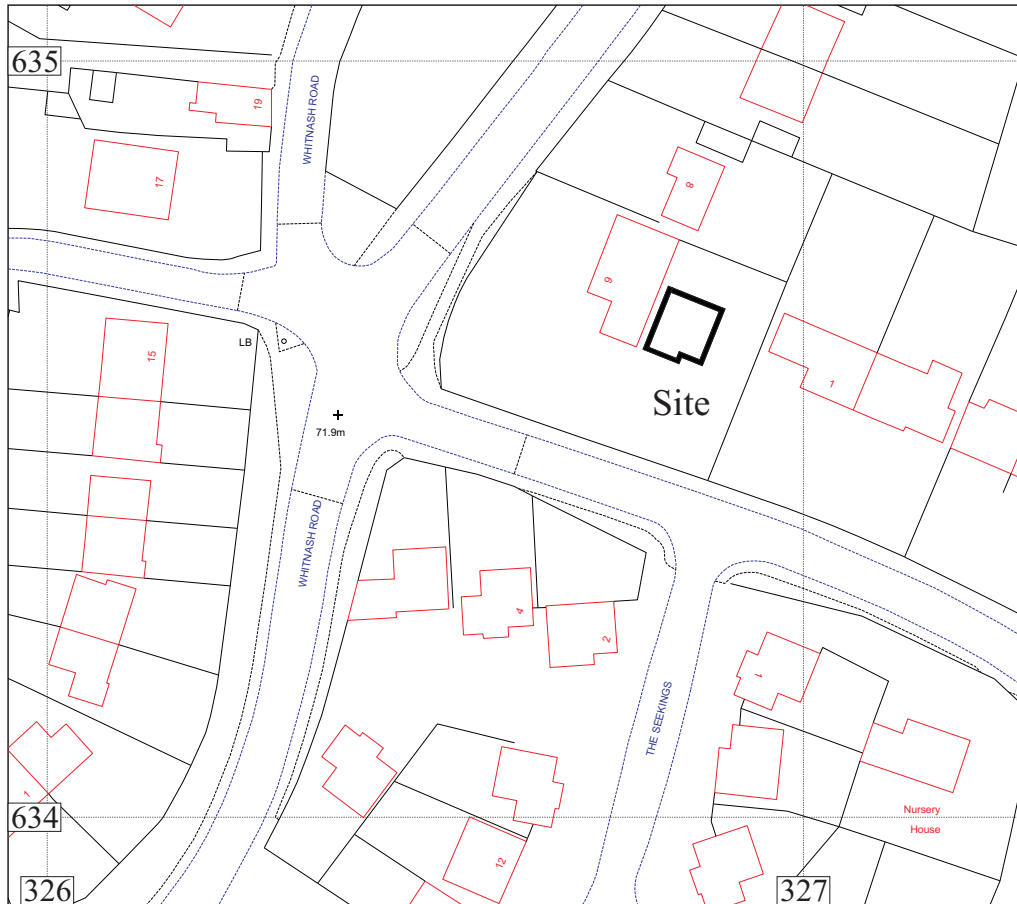 635
19
WHITNASH ROAD
17
8
6
15
LB
1
Site
71.9m
WHITNASH ROAD
4
2
1
THE SEEKINGS
1
Nursery
House
634
12
326
327